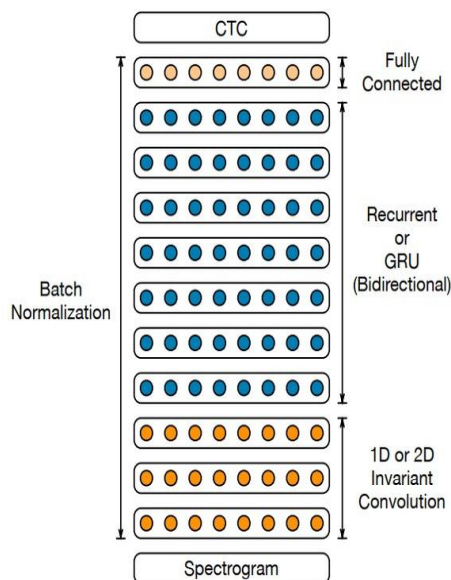 CTC
Fully
Connected
Recurrent
or
GRU
(Bidirectional)
Batch
Normalization
1D or 2D
Invariant
Convolution
Spectrogram